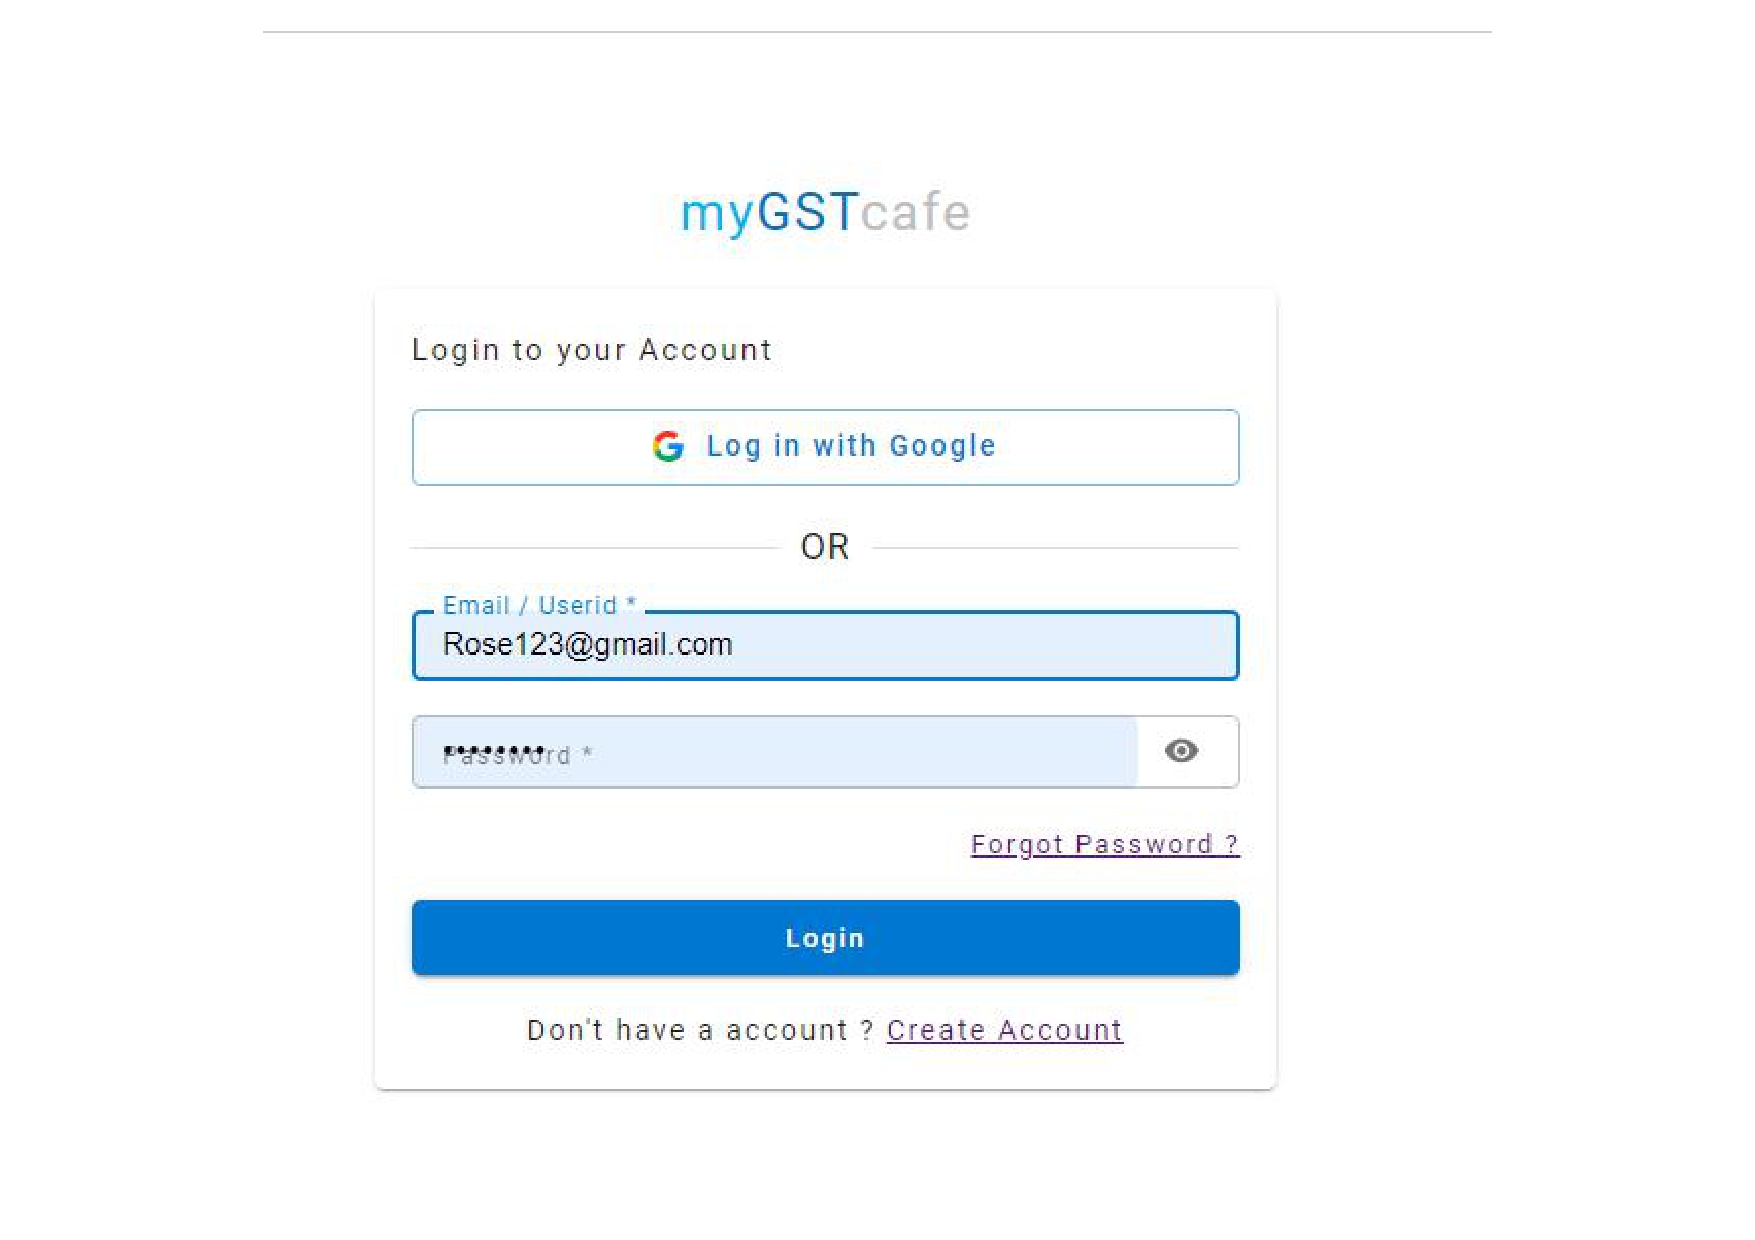 myGSTcafe
Login to your Account
Log in with Google
OR
Email / Userid *
Rose123@gmail.com
Password *
Forgot Password ?
Login
Don't have a account ? Create Account